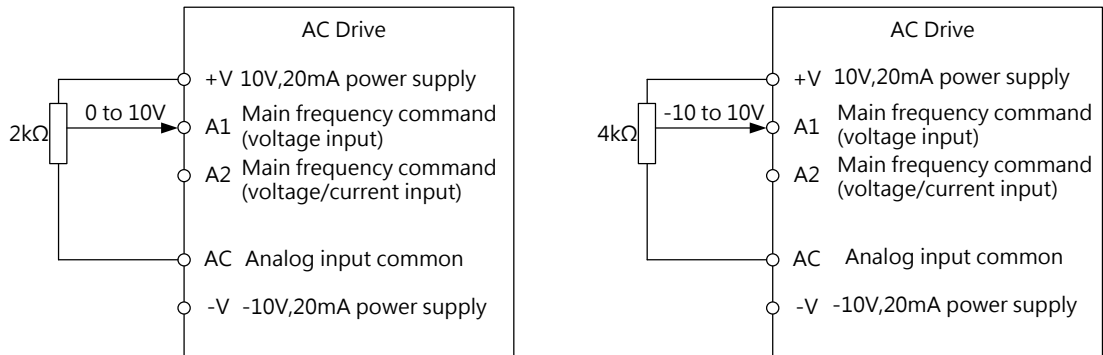 AC Drive
+V 10V,20mA power supply
0 to 10V
2kΩ
A1 Main frequency command
(voltage input)
A2 Main frequency command
(voltage/current input)
AC Analog input common
-V -10V,20mA power supply
AC Drive
+V 10V,20mA power supply
-10 to 10V
4kΩ
A1 Main frequency command
(voltage input)
A2 Main frequency command
(voltage/current input)
AC Analog input common
-V -10V,20mA power supply